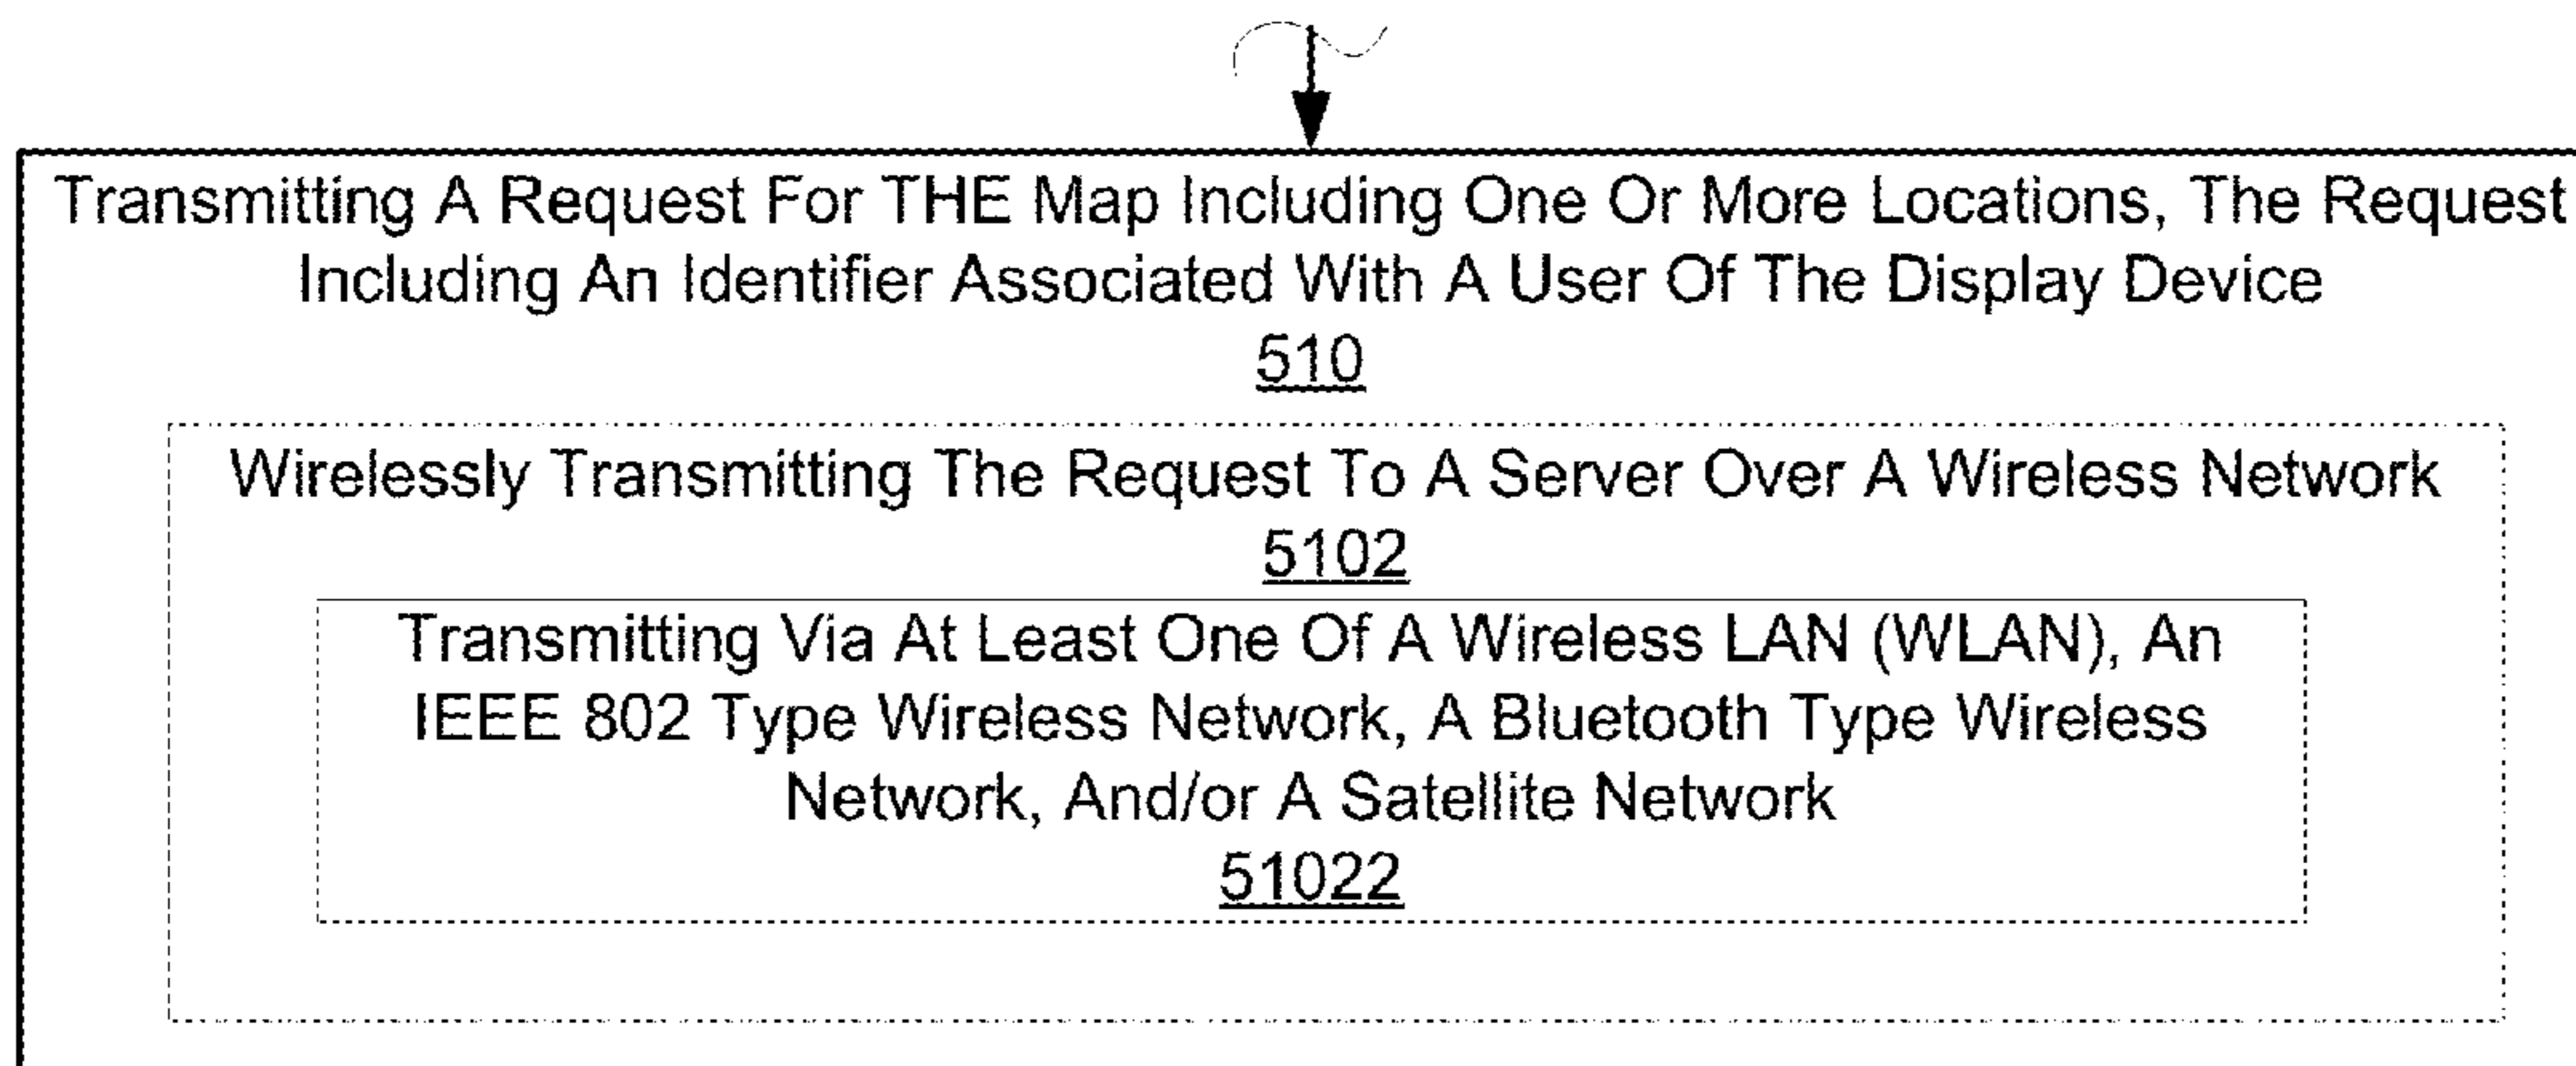 Transmitting A Request For THE Map Including One Or More Locations, The Request
Including An Identifier Associated With A User Of The Display Device
510
Wirelessly Transmitting The Request To A Server Over A Wireless Network
5102
Transmitting Via At Least One Of A Wireless LAN (WLAN), An
IEEE 802 Type Wireless Network, A Bluetooth Type Wireless
Network, And/or A Satellite Network
51022